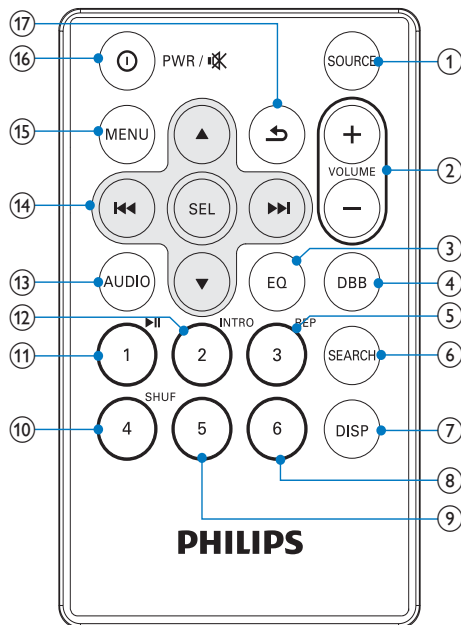 17
16
PWR /
SOURCE
1
15
MENU
+
VOLUME
−
2
14
SEL
3
13
AUDIO
EQ
DBB
4
12
INTRO
REP
5
11
1
2
3
SEARCH
6
SHUF
10
4
5
6
DISP
7
8
9
PHILIPS